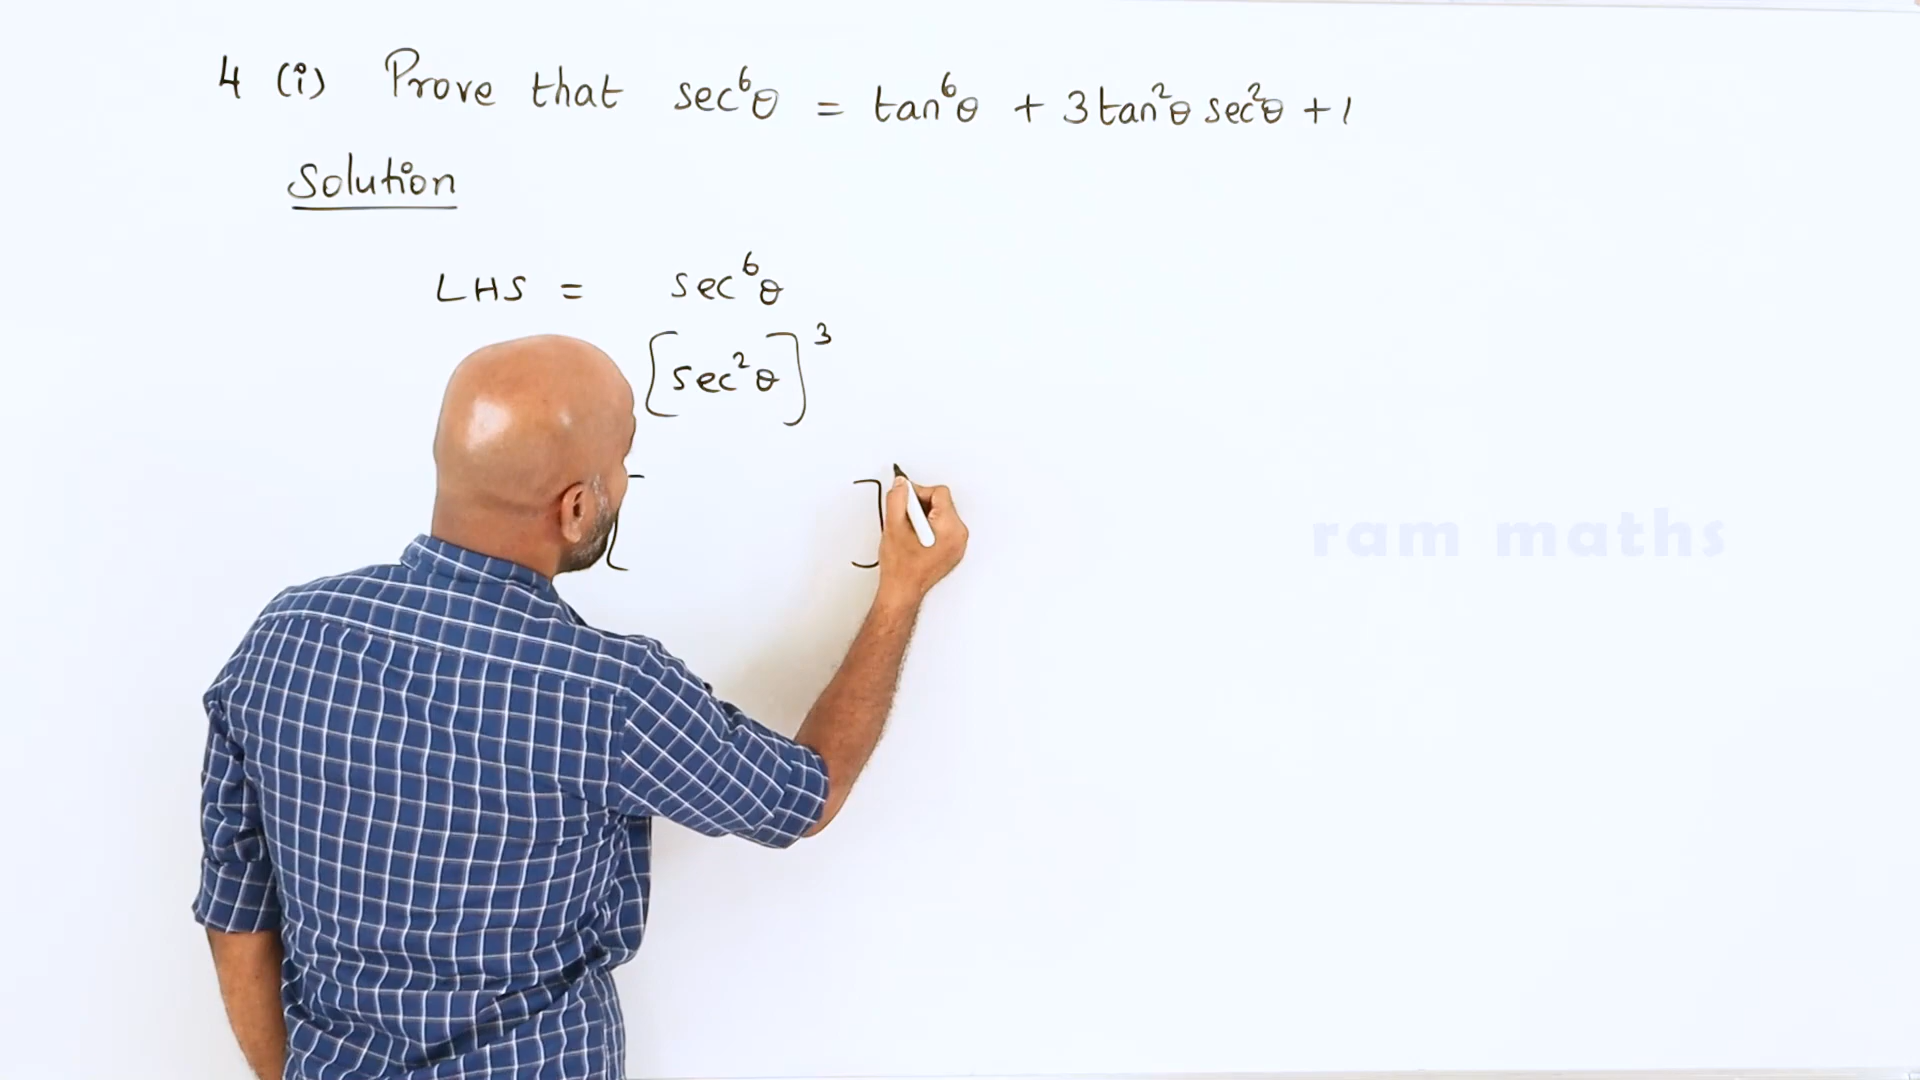 4 (i) Prove that sec⁶θ = tan⁶θ + 3tan²θ sec²θ + 1
Solution
LHS = sec⁶θ
[sec²θ]³
[ ]
ram maths